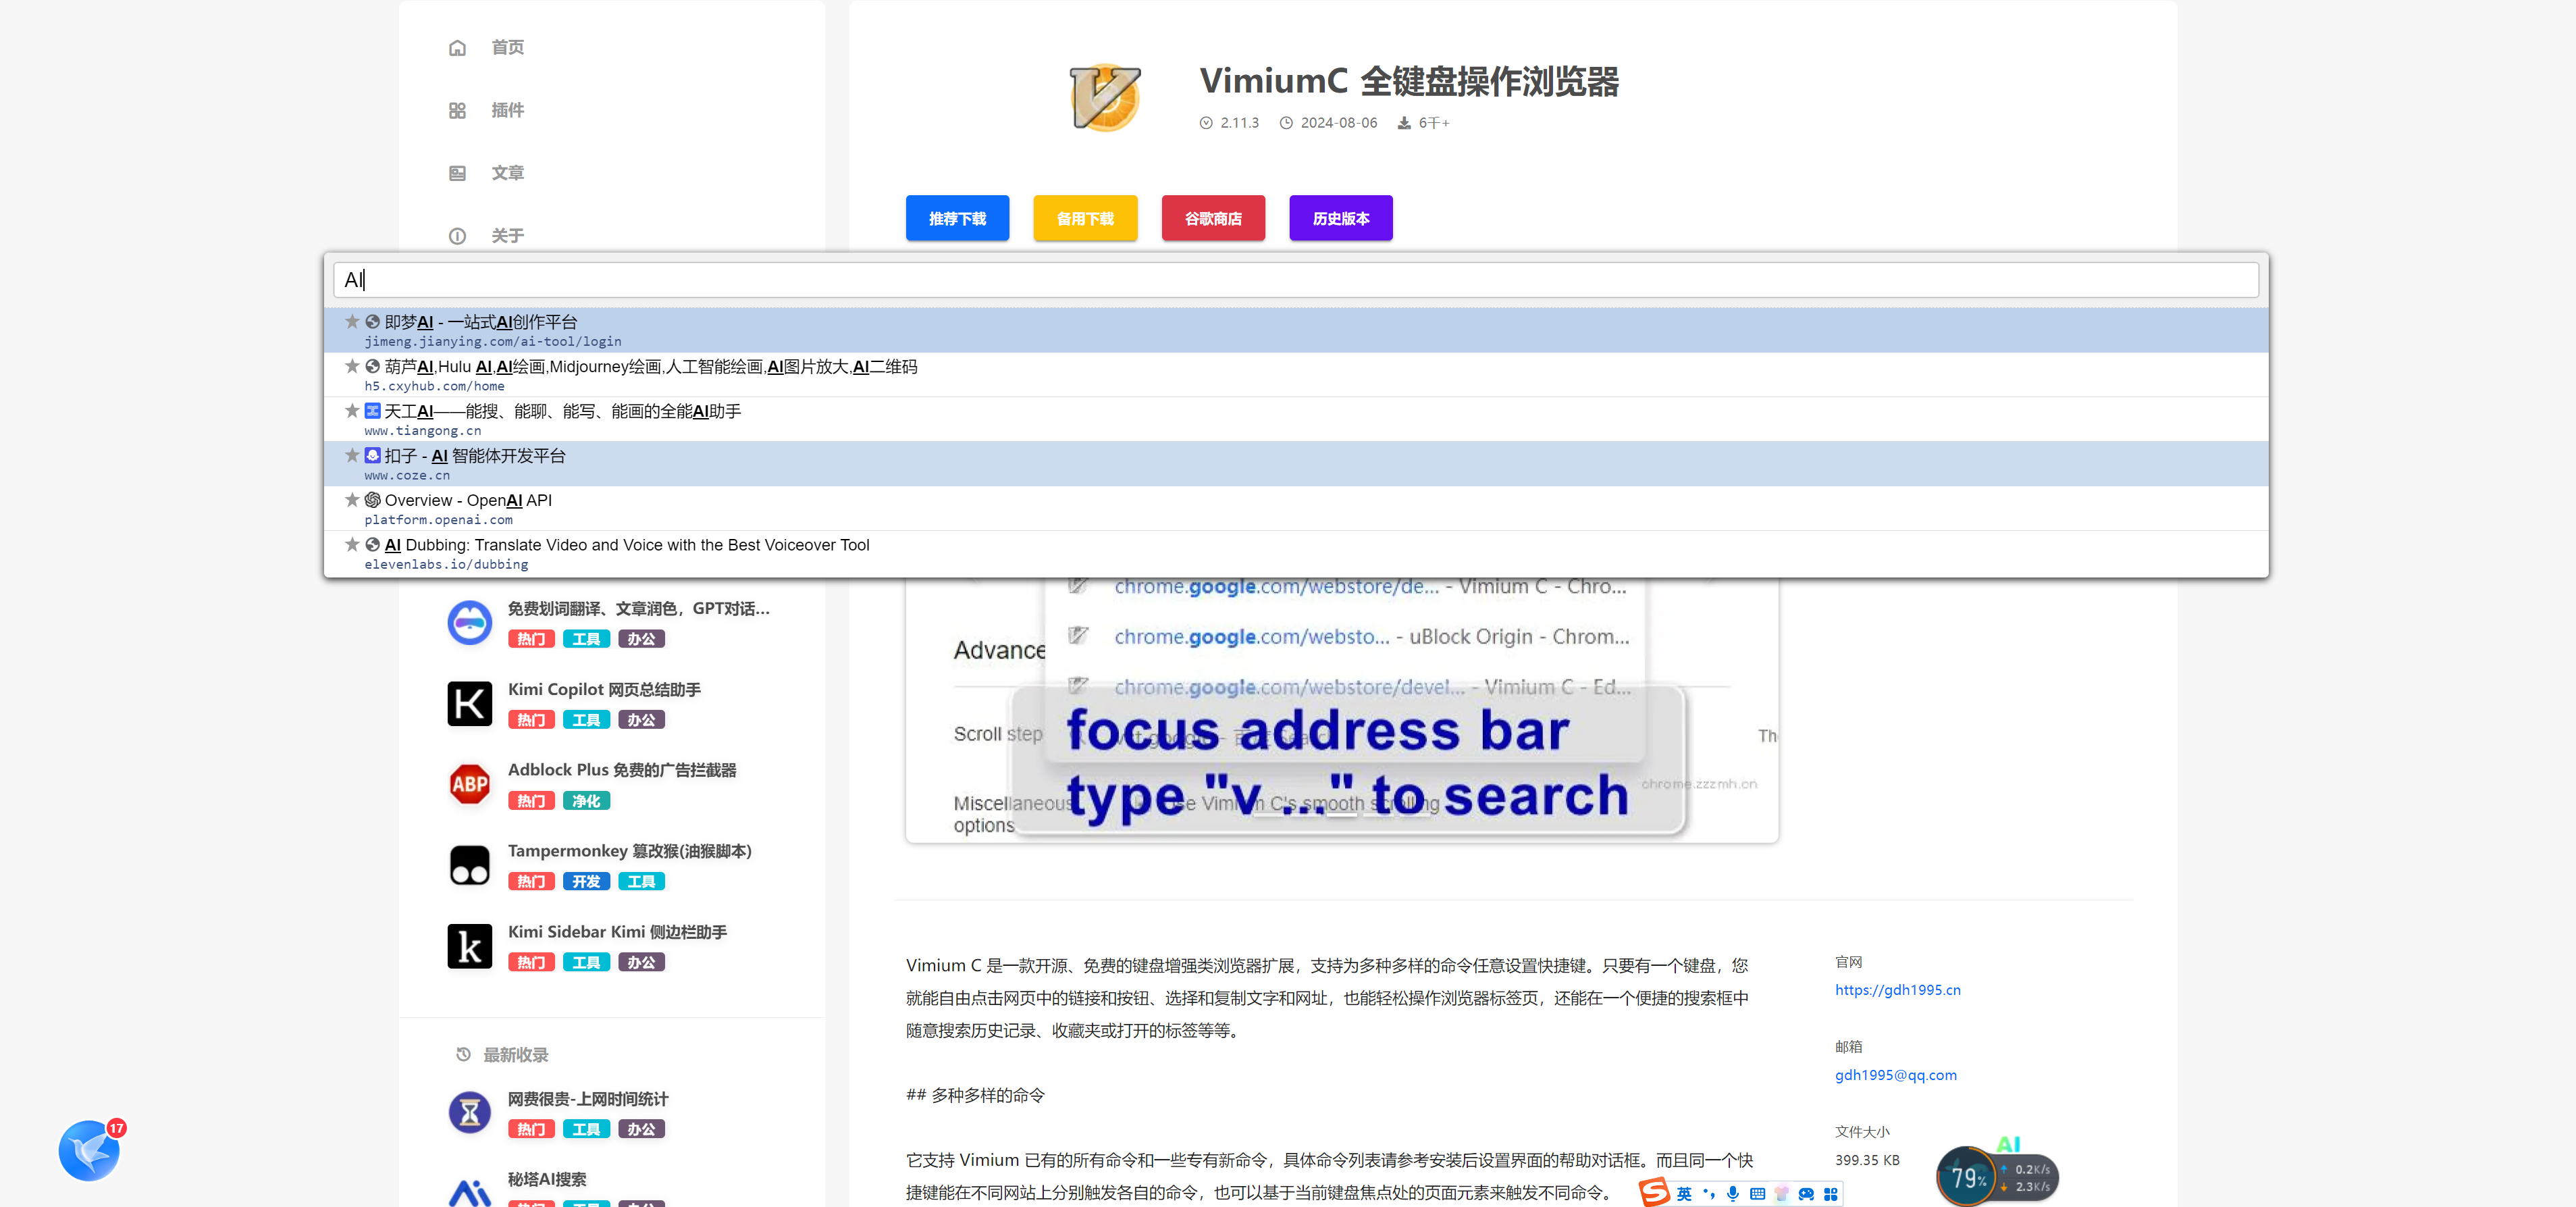 首页
插件
文章
关于
VimiumC 全键盘操作浏览器
2.11.3 2024-08-06 6千+
推荐下载 备用下载 谷歌商店 历史版本
AI
即梦AI - 一站式AI创作平台
jimeng.jianying.com/ai-tool/login
葫芦AI,Hulu AI,AI绘画,Midjourney绘画,人工智能绘画,AI图片放大,AI二维码
h5.cxyhub.com/home
天工AI——能搜、能聊、能写、能画的全能AI助手
www.tiangong.cn
扣子 - AI 智能体开发平台
www.coze.cn
Overview - OpenAI API
platform.openai.com
AI Dubbing: Translate Video and Voice with the Best Voiceover Tool
elevenlabs.io/dubbing
免费划词翻译、文章润色，GPT对话...
热门 工具 办公
Kimi Copilot 网页总结助手
热门 工具 办公
ABP
Adblock Plus 免费的广告拦截器
热门 净化
Tampermonkey 篡改猴(油猴脚本)
热门 开发 工具
Kimi Sidebar Kimi 侧边栏助手
热门 工具 办公
最新收录
网费很贵-上网时间统计
热门 工具 办公
秘塔AI搜索
热门 工具 办公
17
chrome.google.com/webstore/de... - Vimium C - Chro...
chrome.google.com/websto... - uBlock Origin - Chrom...
Advance
chrome.google.com/webstore/devel... - Vimium C - Ed...
Scroll step
focus address bar
Th
type "v ..." to search
chrome.zzzmh.cn
Miscellaneous
Use Vimium C's smooth scrolling
options
Vimium C 是一款开源、免费的键盘增强类浏览器扩展，支持为多种多样的命令任意设置快捷键。只要有一个键盘，您
就能自由点击网页中的链接和按钮、选择和复制文字和网址，也能轻松操作浏览器标签页，还能在一个便捷的搜索框中
随意搜索历史记录、收藏夹或打开的标签等等。
## 多种多样的命令
它支持 Vimium 已有的所有命令和一些专有新命令，具体命令列表请参考安装后设置界面的帮助对话框。而且同一个快
捷键能在不同网站上分别触发各自的命令，也可以基于当前键盘焦点处的页面元素来触发不同命令。
官网
https://gdh1995.cn
邮箱
gdh1995@qq.com
文件大小
399.35 KB
英
AI
79%
0.2K/s
2.3K/s